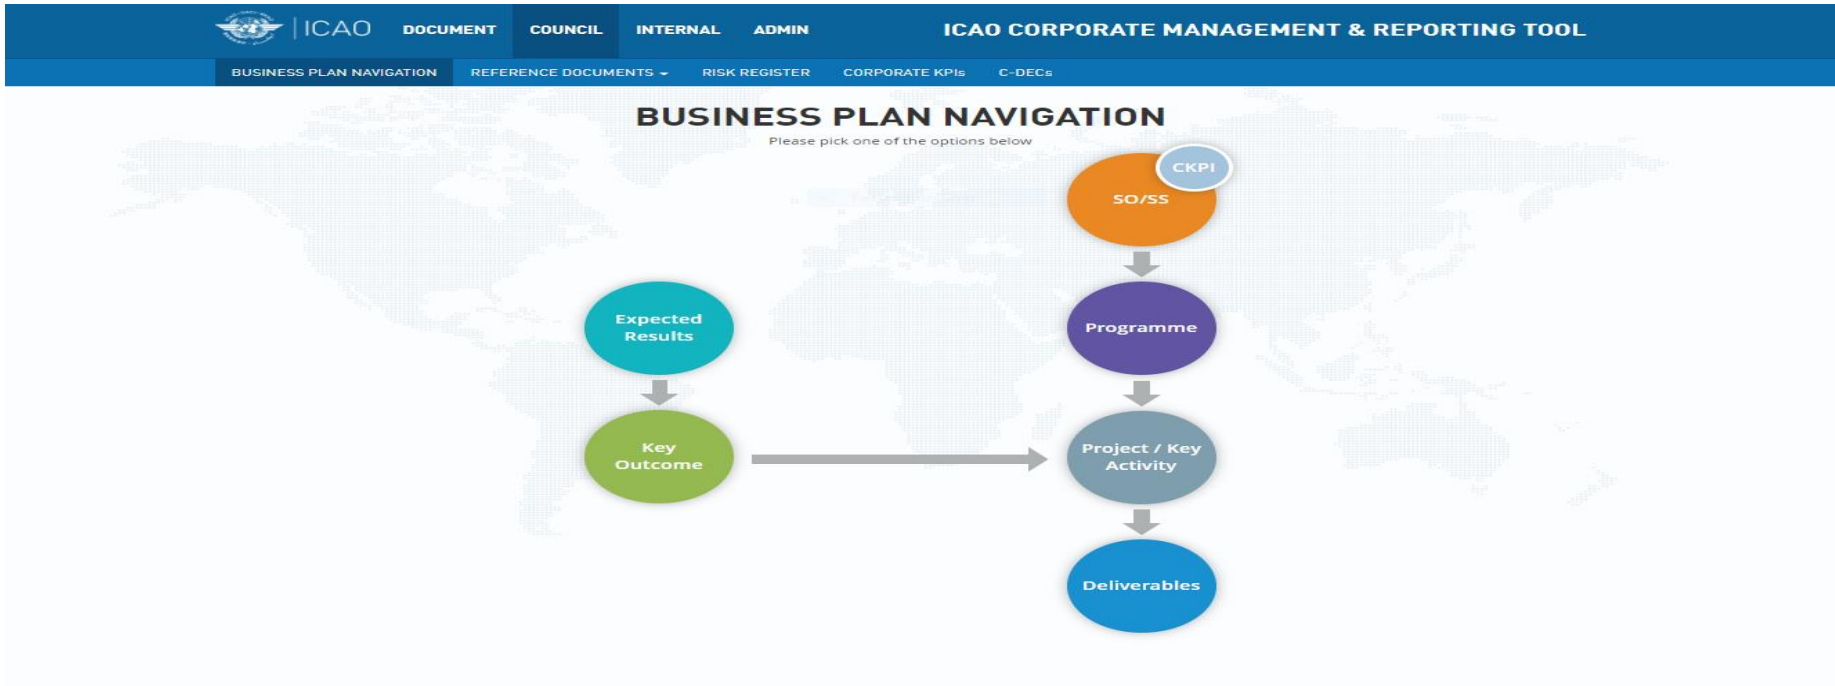 ICAO
DOCUMENT
COUNCIL
INTERNAL
ADMIN
ICAO CORPORATE MANAGEMENT & REPORTING TOOL
BUSINESS PLAN NAVIGATION
REFERENCE DOCUMENTS
RISK REGISTER
CORPORATE KPIs
C-DECs
BUSINESS PLAN NAVIGATION
Please pick one of the options below
CKPI
SO/SS
Expected
Results
Programme
Key
Outcome
Project / Key
Activity
Deliverables